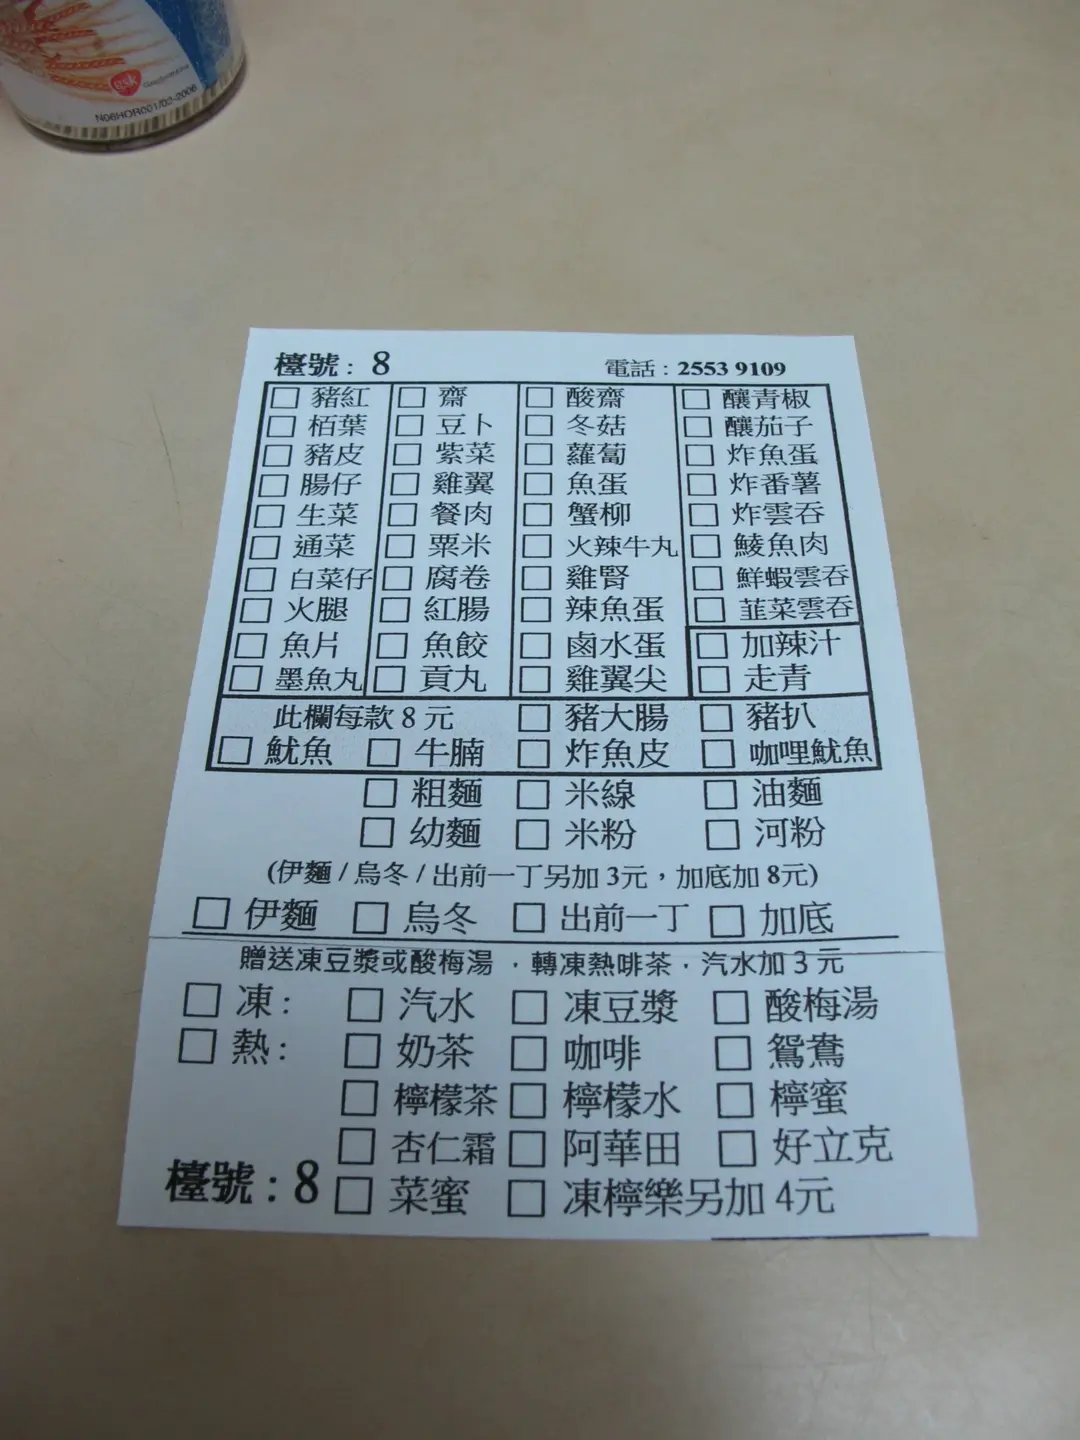 gsk GlaxoSmithKline
N06HOR001/02-2006
檯號: 8 電話: 2553 9109
□ 豬紅 □ 齋 □ 酸齋 □ 釀青椒
□ 栢葉 □ 豆卜 □ 冬菇 □ 釀茄子
□ 豬皮 □ 紫菜 □ 蘿蔔 □ 炸魚蛋
□ 腸仔 □ 雞翼 □ 魚蛋 □ 炸番薯
□ 生菜 □ 餐肉 □ 蟹柳 □ 炸雲吞
□ 通菜 □ 粟米 □ 火辣牛丸 □ 鯪魚肉
□ 白菜仔 □ 腐卷 □ 雞腎 □ 鮮蝦雲吞
□ 火腿 □ 紅腸 □ 辣魚蛋 □ 韮菜雲吞
□ 魚片 □ 魚餃 □ 鹵水蛋 □ 加辣汁
□ 墨魚丸 □ 貢丸 □ 雞翼尖 □ 走青
此欄每款 8 元 □ 豬大腸 □ 豬扒
□ 魷魚 □ 牛腩 □ 炸魚皮 □ 咖哩魷魚
□ 粗麵 □ 米線 □ 油麵
□ 幼麵 □ 米粉 □ 河粉
(伊麵 / 烏冬 / 出前一丁另加 3元，加底加 8元)
□ 伊麵 □ 烏冬 □ 出前一丁 □ 加底
贈送凍豆漿或酸梅湯．轉凍熱啡茶．汽水加 3 元
□ 凍: □ 汽水 □ 凍豆漿 □ 酸梅湯
□ 熱: □ 奶茶 □ 咖啡 □ 鴛鴦
□ 檸檬茶 □ 檸檬水 □ 檸蜜
□ 杏仁霜 □ 阿華田 □ 好立克
檯號: 8 □ 菜蜜 □ 凍檸樂另加 4元